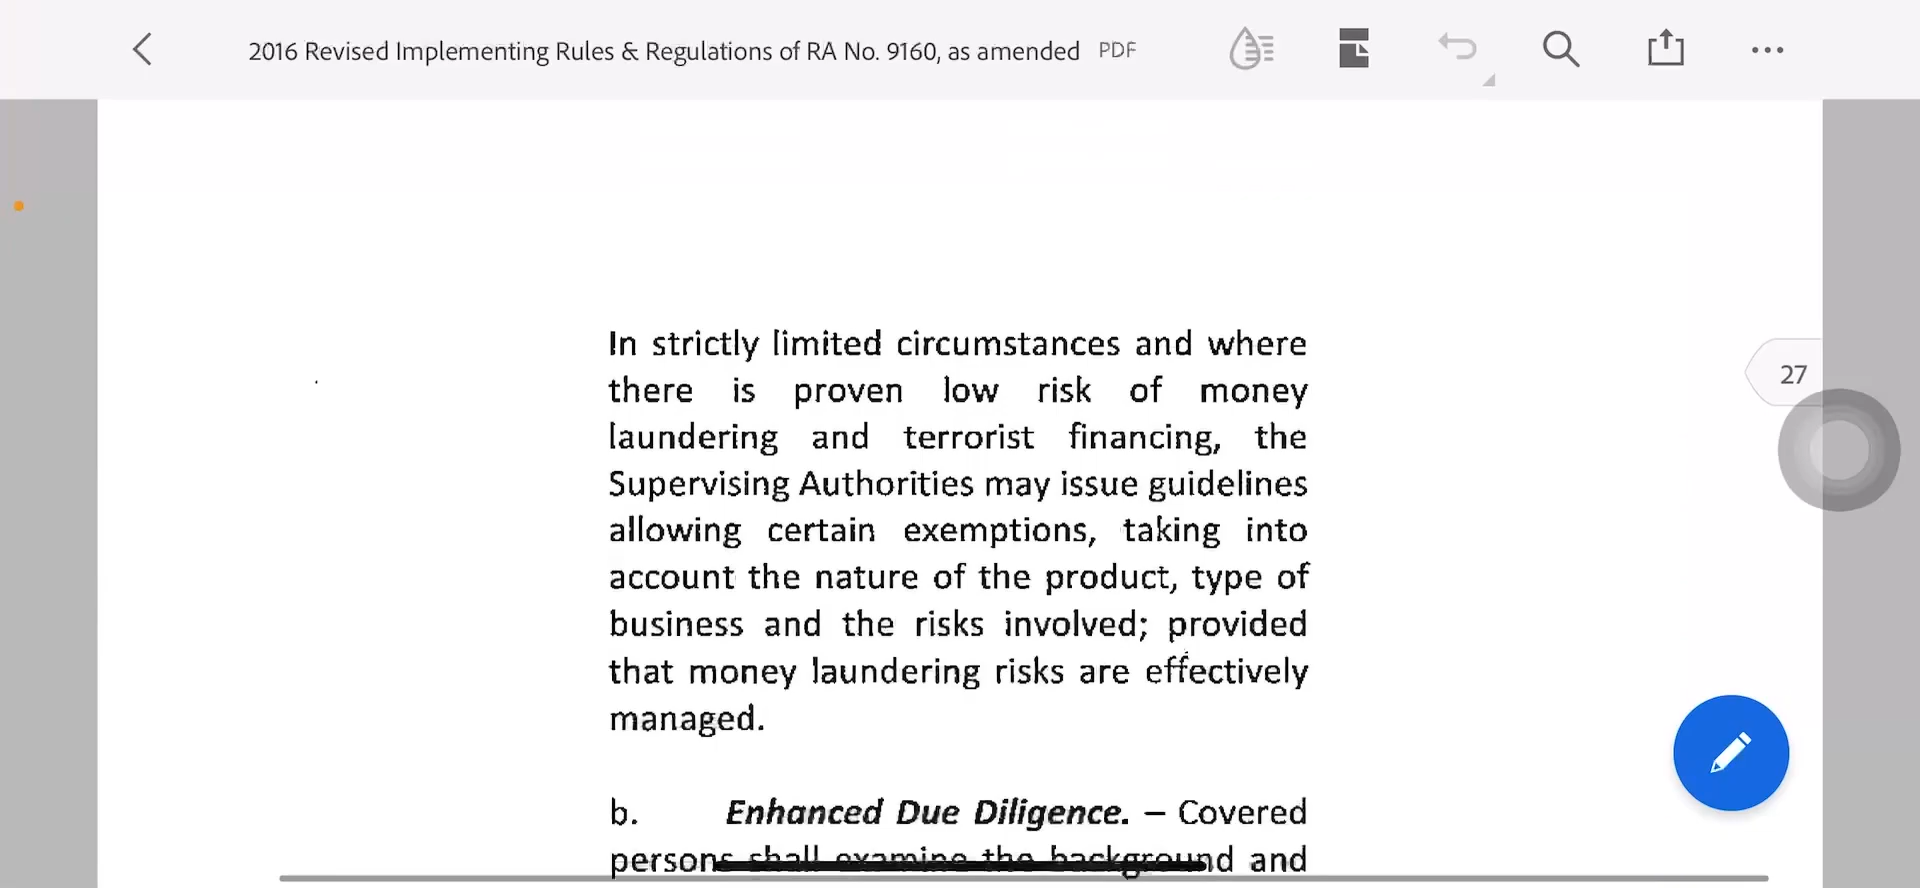 2016 Revised Implementing Rules & Regulations of RA No. 9160, as amended PDF
In strictly limited circumstances and where
there is proven low risk of money
27
laundering and terrorist financing, the
Supervising Authorities may issue guidelines
allowing certain exemptions, taking into
account the nature of the product, type of
business and the risks involved; provided
that money laundering risks are effectively
managed.
b. Enhanced Due Diligence. – Covered
persons shall examine the background and